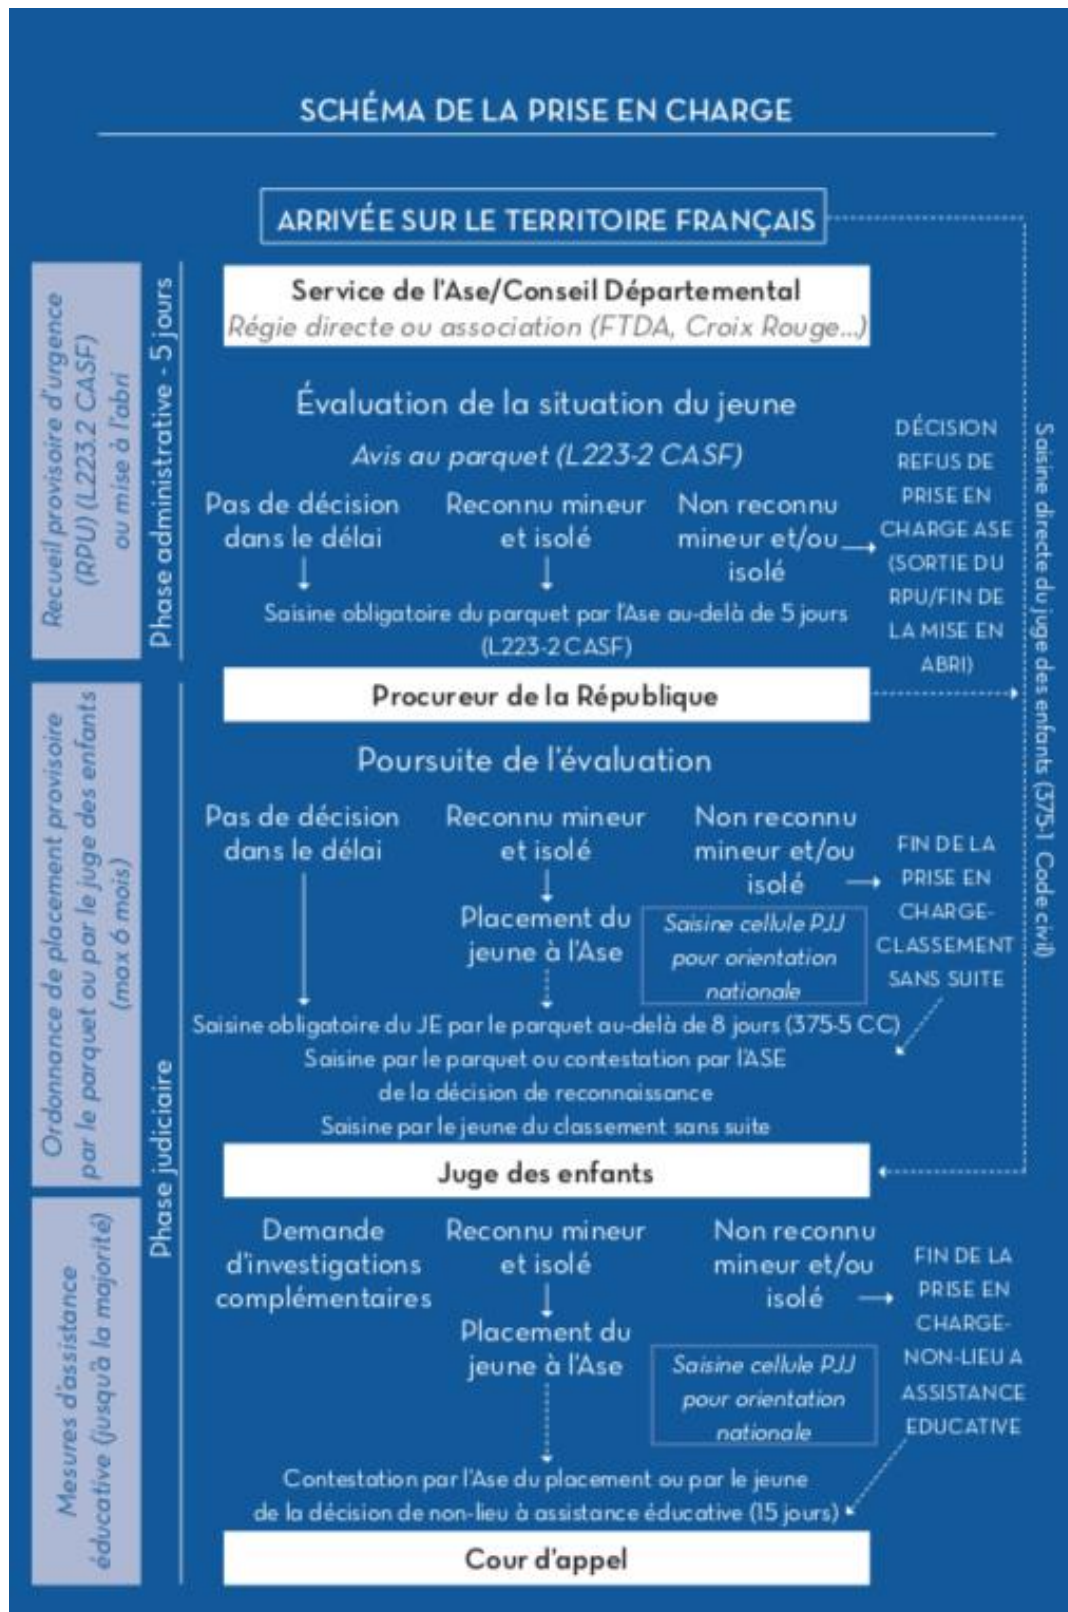 SCHÉMA DE LA PRISE EN CHARGE
ARRIVÉE SUR LE TERRITOIRE FRANÇAIS
Recueil provisoire d'urgence
(RPU) (L223.2 CASF)
ou mise à l'abri
Phase administrative - 5 jours
Service de l'Ase/Conseil Départemental
Régie directe ou association (FTDA, Croix Rouge...)
Évaluation de la situation du jeune
Avis au parquet (L223-2 CASF)
Pas de décision
dans le délai
Reconnu mineur
et isolé
Non reconnu
mineur et/ou
isolé
DÉCISION
REFUS DE
PRISE EN
CHARGE ASE
(SORTIE DU
RPU/FIN DE
LA MISE EN
ABRI)
Saisine directe du juge des enfants (375-1 Code civil)
Saisine obligatoire du parquet par l'Ase au-delà de 5 jours
(L223-2 CASF)
Ordonnance de placement provisoire
par le parquet ou par le juge des enfants
(max 6 mois)
Phase judiciaire
Procureur de la République
Poursuite de l'évaluation
Pas de décision
dans le délai
Reconnu mineur
et isolé
Placement du
jeune à l'Ase
Non reconnu
mineur et/ou
isolé
Saisine cellule PJJ
pour orientation
nationale
FIN DE LA
PRISE EN
CHARGE-
CLASSEMENT
SANS SUITE
Saisine obligatoire du JE par le parquet au-delà de 8 jours (375-5 CC)
Saisine par le parquet ou contestation par l'ASE
de la décision de reconnaissance
Saisine par le jeune du classement sans suite
Mesures d'assistance
éducative (jusqu'à la majorité)
Juge des enfants
Demande
d'investigations
complémentaires
Reconnu mineur
et isolé
Placement du
jeune à l'Ase
Non reconnu
mineur et/ou
isolé
Saisine cellule PJJ
pour orientation
nationale
FIN DE LA
PRISE EN
CHARGE-
NON-LIEU A
ASSISTANCE
EDUCATIVE
Contestation par l'Ase du placement ou par le jeune
de la décision de non-lieu à assistance éducative (15 jours)
Cour d'appel